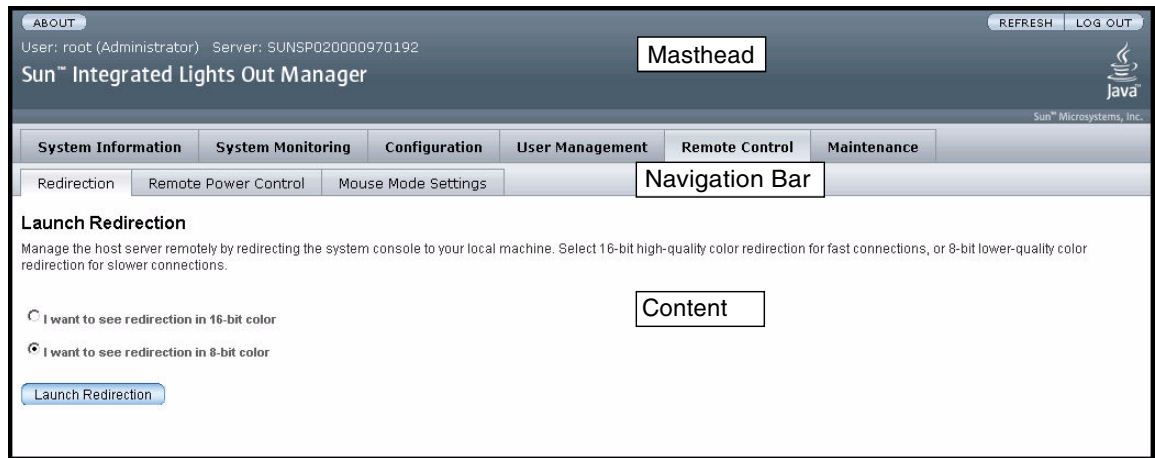 ABOUT
REFRESH LOG OUT
User: root (Administrator) Server: SUNSP020000970192
Masthead
Sun™ Integrated Lights Out Manager
Java™
Sun™ Microsystems, Inc.
System Information System Monitoring Configuration User Management Remote Control Maintenance
Redirection Remote Power Control Mouse Mode Settings
Navigation Bar
Launch Redirection
Manage the host server remotely by redirecting the system console to your local machine. Select 16-bit high-quality color redirection for fast connections, or 8-bit lower-quality color
redirection for slower connections.
Content
I want to see redirection in 16-bit color
I want to see redirection in 8-bit color
Launch Redirection